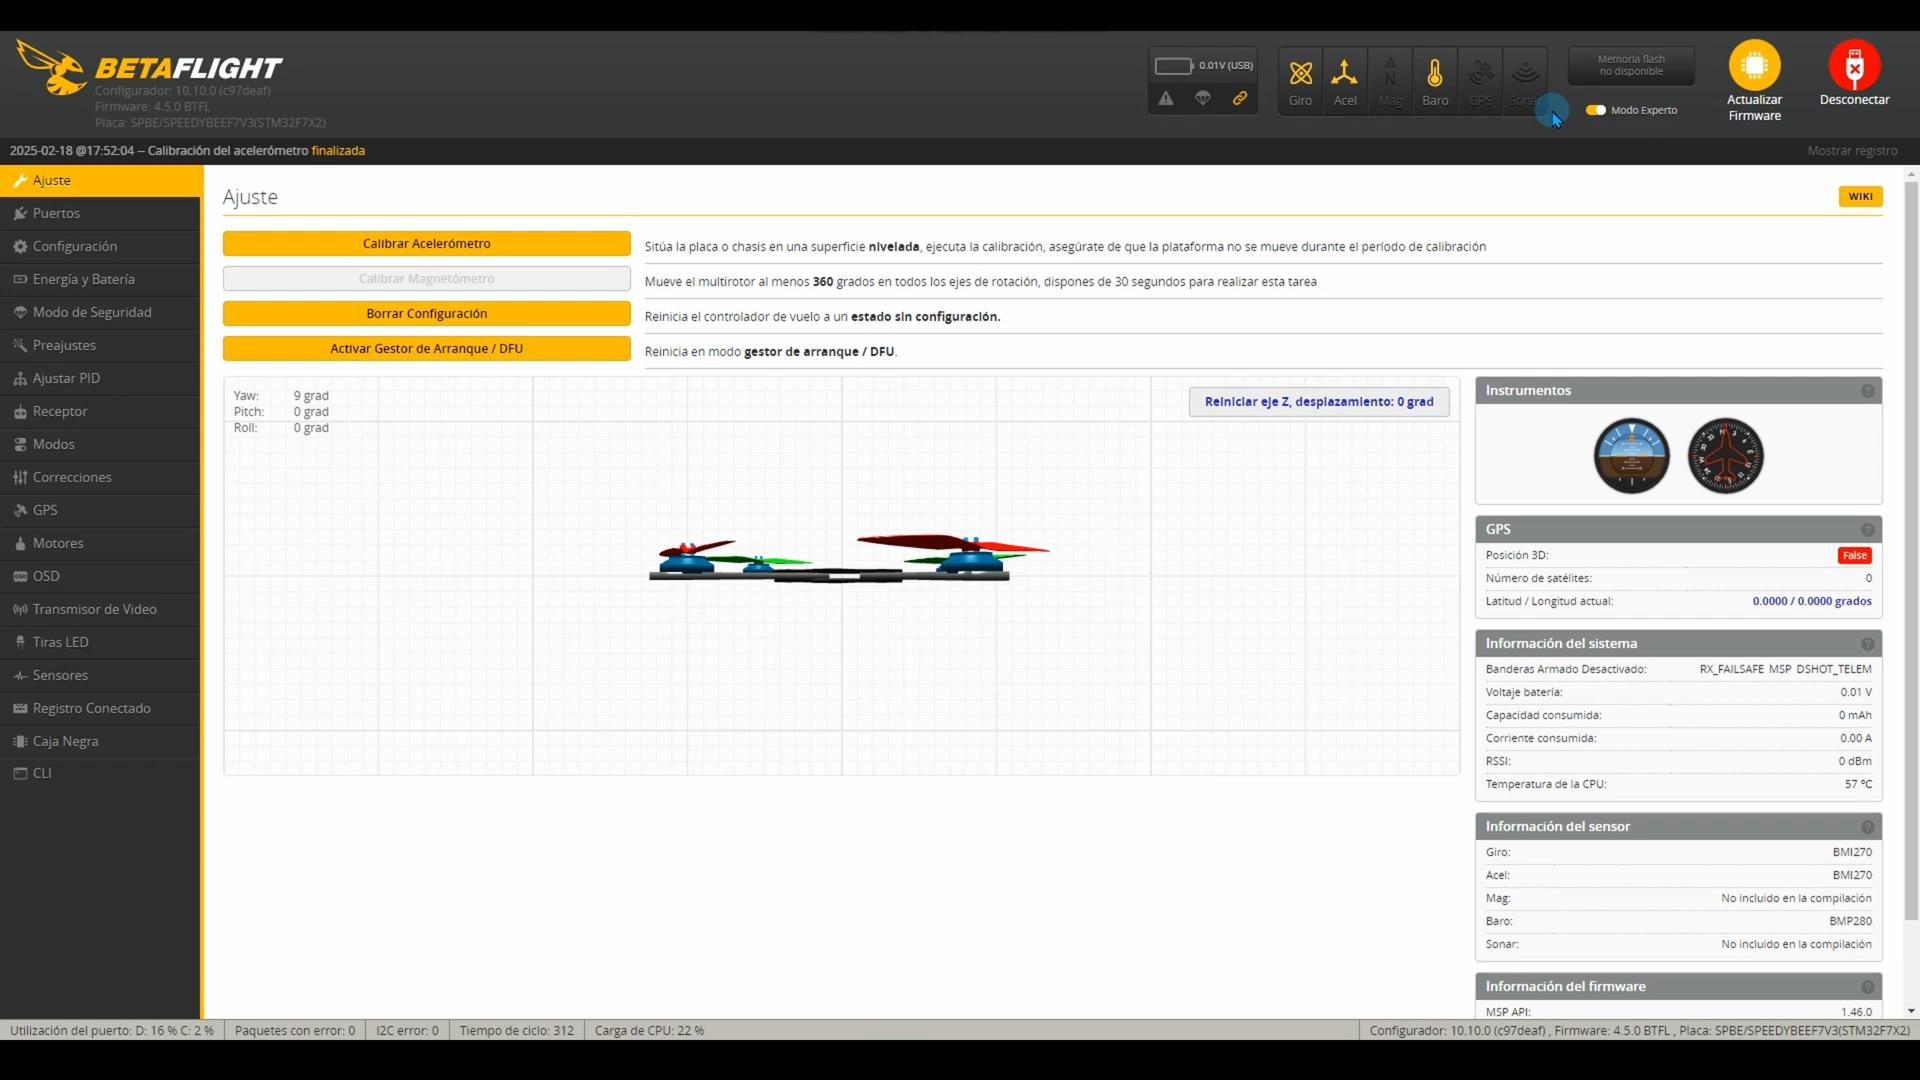 BETAFLIGHT
Configurador: 10.10.0 (c97deaf)
Firmware: 4.5.0 BTFL
Placa: SPBE/SPEEDYBEEF7V3(STM32F7X2)
0.01V (USB)
Giro
Acel
Mag
Baro
GPS
Sonar
Memoria flash
no disponible
Modo Experto
Actualizar
Firmware
Desconectar
2025-02-18 @17:52:04 -- Calibración del acelerómetro finalizada
Mostrar registro
Ajuste
Puertos
Configuración
Energía y Batería
Modo de Seguridad
Preajustes
Ajustar PID
Receptor
Modos
Correcciones
GPS
Motores
OSD
Transmisor de Video
Tiras LED
Sensores
Registro Conectado
Caja Negra
CLI
Ajuste
WIKI
Calibrar Acelerómetro
Sitúa la placa o chasis en una superficie nivelada, ejecuta la calibración, asegúrate de que la plataforma no se mueve durante el período de calibración
Calibrar Magnetómetro
Mueve el multirotor al menos 360 grados en todos los ejes de rotación, dispones de 30 segundos para realizar esta tarea
Borrar Configuración
Reinicia el controlador de vuelo a un estado sin configuración.
Activar Gestor de Arranque / DFU
Reinicia en modo gestor de arranque / DFU.
Yaw: 9 grad
Pitch: 0 grad
Roll: 0 grad
Reiniciar eje Z, desplazamiento: 0 grad
Instrumentos
GPS
Posición 3D: False
Número de satélites: 0
Latitud / Longitud actual: 0.0000 / 0.0000 grados
Información del sistema
Banderas Armado Desactivado: RX_FAILSAFE MSP DSHOT_TELEM
Voltaje batería: 0.01 V
Capacidad consumida: 0 mAh
Corriente consumida: 0.00 A
RSSI: 0 dBm
Temperatura de la CPU: 57 ºC
Información del sensor
Giro: BMI270
Acel: BMI270
Mag: No incluido en la compilación
Baro: BMP280
Sonar: No incluido en la compilación
Información del firmware
MSP API: 1.46.0
Utilización del puerto: D: 16 % C: 2 %
Paquetes con error: 0
I2C error: 0
Tiempo de ciclo: 312
Carga de CPU: 22 %
Configurador: 10.10.0 (c97deaf) , Firmware: 4.5.0 BTFL , Placa: SPBE/SPEEDYBEEF7V3(STM32F7X2)